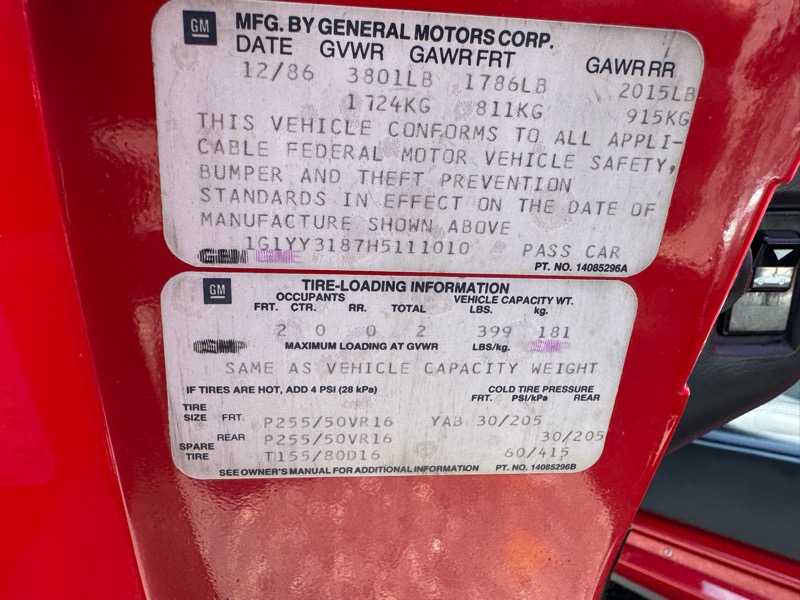 GM MFG. BY GENERAL MOTORS CORP.
DATE GVWR GAWR FRT GAWR RR
12/86 3801LB 1786LB 2015LB
1724KG 811KG 915KG
THIS VEHICLE CONFORMS TO ALL APPLI-
CABLE FEDERAL MOTOR VEHICLE SAFETY,
BUMPER AND THEFT PREVENTION
STANDARDS IN EFFECT ON THE DATE OF
MANUFACTURE SHOWN ABOVE
1G1YY3187H5111010 PASS CAR
PT. NO. 14085296A
GM TIRE-LOADING INFORMATION
OCCUPANTS VEHICLE CAPACITY WT.
FRT. CTR. RR. TOTAL LBS. kg.
2 0 0 2 399 181
MAXIMUM LOADING AT GVWR LBS/kg.
SAME AS VEHICLE CAPACITY WEIGHT
IF TIRES ARE HOT, ADD 4 PSI (28 kPa) COLD TIRE PRESSURE
FRT. PSI/kPa REAR
TIRE SIZE FRT. P255/50VR16 YAB 30/205
REAR P255/50VR16 30/205
SPARE TIRE T155/80D16 60/415
SEE OWNER'S MANUAL FOR ADDITIONAL INFORMATION PT. NO. 14085296B